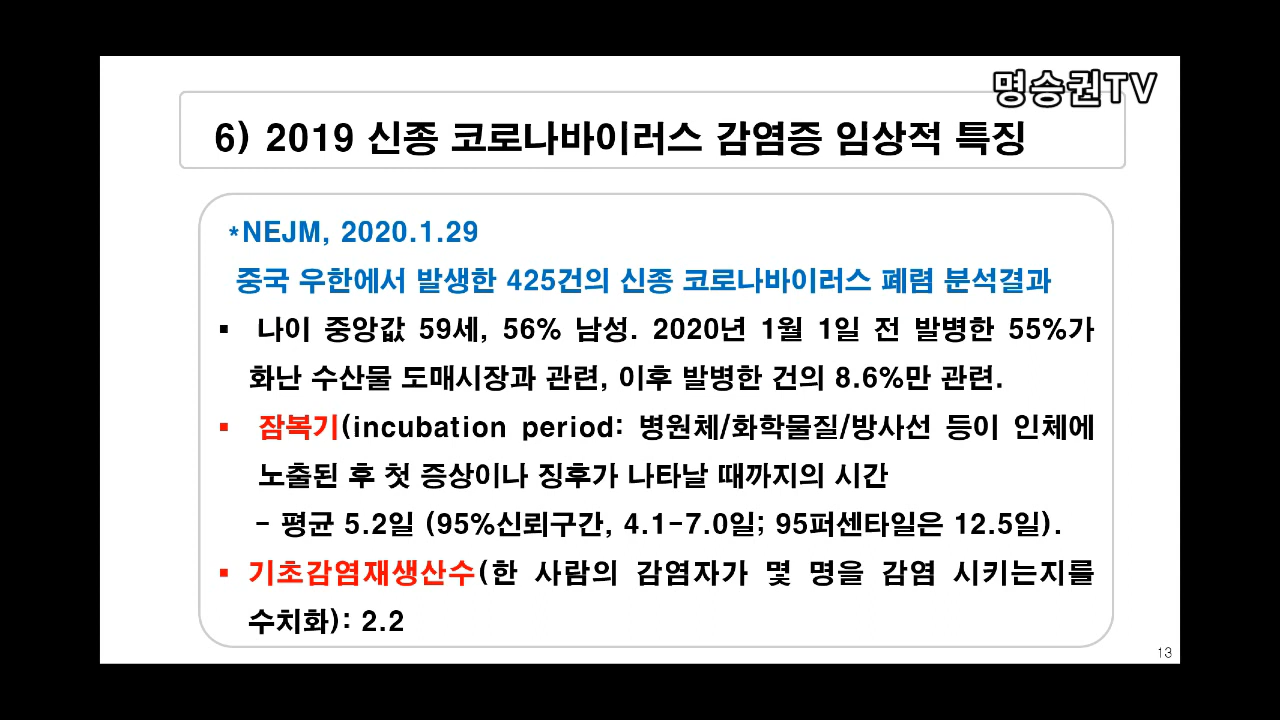 명승권TV
6) 2019 신종 코로나바이러스 감염증 임상적 특징
*NEJM, 2020.1.29
중국 우한에서 발생한 425건의 신종 코로나바이러스 폐렴 분석결과
▪ 나이 중앙값 59세, 56% 남성. 2020년 1월 1일 전 발병한 55%가
화난 수산물 도매시장과 관련, 이후 발병한 건의 8.6%만 관련.
▪ 잠복기(incubation period: 병원체/화학물질/방사선 등이 인체에
노출된 후 첫 증상이나 징후가 나타날 때까지의 시간
- 평균 5.2일 (95%신뢰구간, 4.1-7.0일; 95퍼센타일은 12.5일).
▪ 기초감염재생산수(한 사람의 감염자가 몇 명을 감염 시키는지를
수치화): 2.2
13